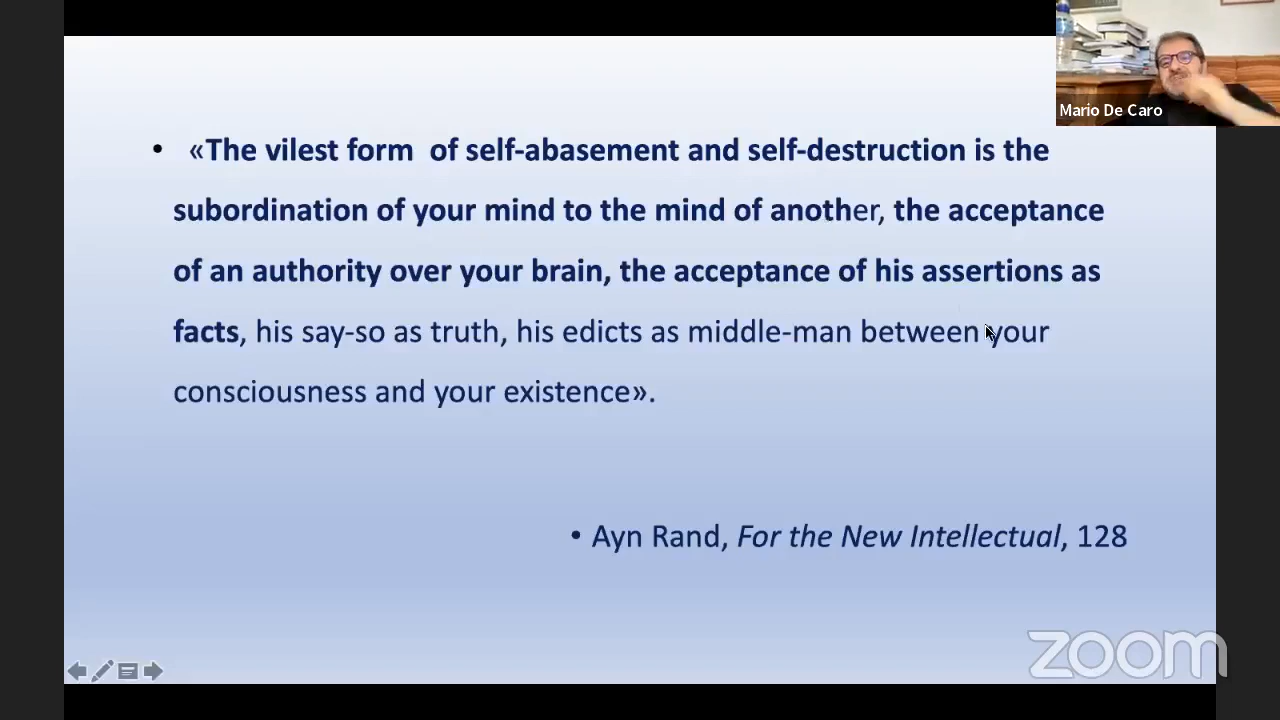 Mario De Caro
• «The vilest form of self-abasement and self-destruction is the
subordination of your mind to the mind of another, the acceptance
of an authority over your brain, the acceptance of his assertions as
facts, his say-so as truth, his edicts as middle-man between your
consciousness and your existence».
• Ayn Rand, For the New Intellectual, 128
zoom